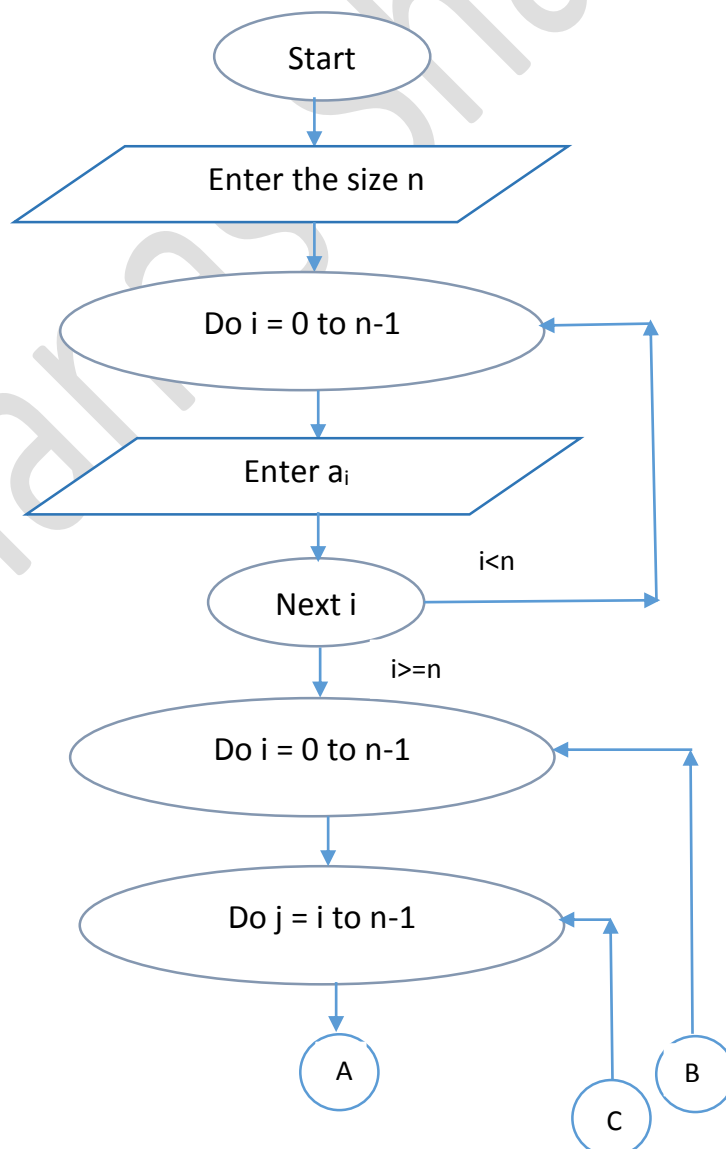 Start
Enter the size n
Do i = 0 to n-1
Enter aᵢ
i<n
Next i
i>=n
Do i = 0 to n-1
Do j = i to n-1
A
B
C